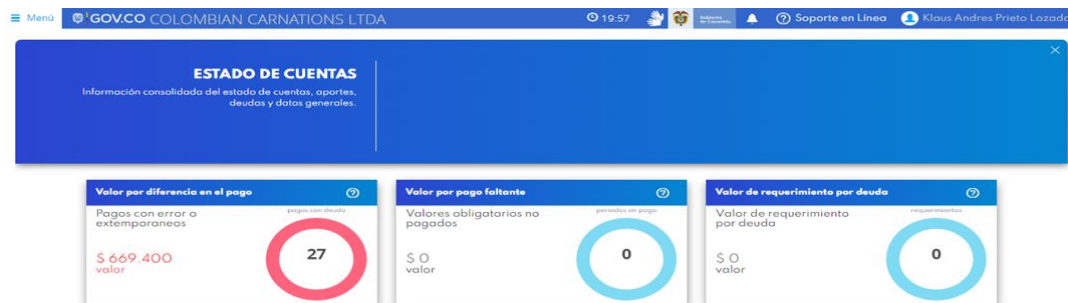 Menú GOV.CO COLOMBIAN CARNATIONS LTDA 19:57 Soporte en Línea Klaus Andres Prieto Lozada
ESTADO DE CUENTAS
Información consolidada del estado de cuentas, aportes,
deudas y datos generales.
Valor por diferencia en el pago
Pagos con error o
extemporaneos
pagos con deuda
27
$ 669.400
valor
Valor por pago faltante
Valores obligatorios no
pagados
periodos sin pago
0
$ 0
valor
Valor de requerimiento por deuda
Valor de requerimiento
por deuda
requerimientos
0
$ 0
valor